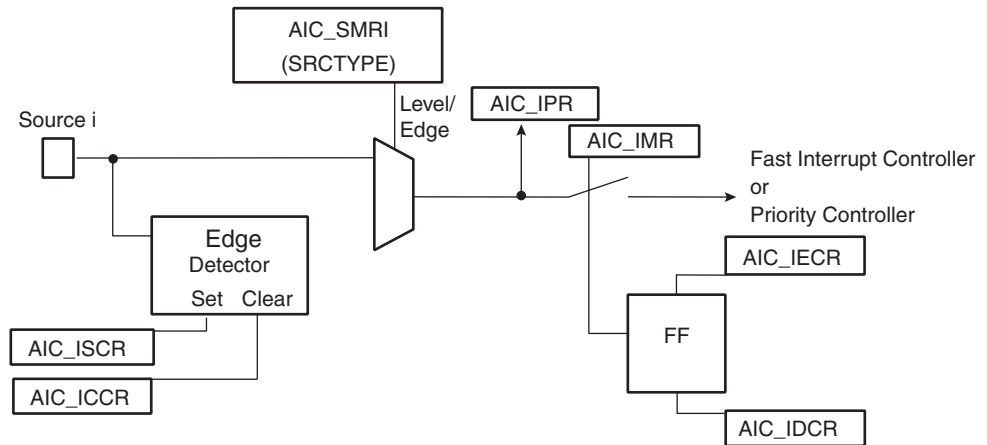 AIC_SMRI
(SRCTYPE)
Level/
Edge
AIC_IPR
AIC_IMR
Source i
Fast Interrupt Controller
or
Priority Controller
Edge
Detector
Set Clear
AIC_IECR
FF
AIC_ISCR
AIC_ICCR
AIC_IDCR